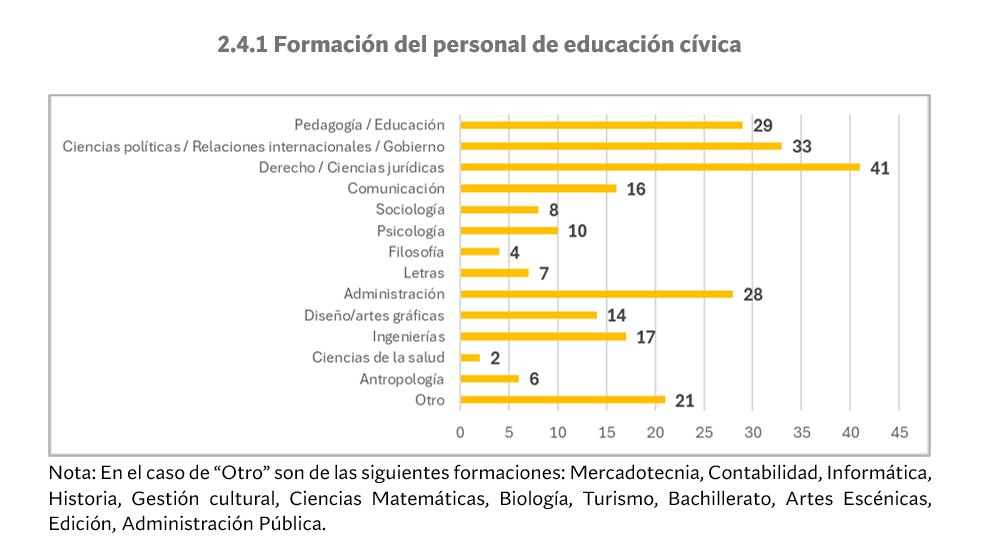 2.4.1 Formación del personal de educación cívica
Pedagogía / Educación 29
Ciencias políticas / Relaciones internacionales / Gobierno 33
Derecho / Ciencias jurídicas 41
Comunicación 16
Sociología 8
Psicología 10
Filosofía 4
Letras 7
Administración 28
Diseño/artes gráficas 14
Ingenierías 17
Ciencias de la salud 2
Antropología 6
Otro 21
0 5 10 15 20 25 30 35 40 45
Nota: En el caso de “Otro” son de las siguientes formaciones: Mercadotecnia, Contabilidad, Informática,
Historia, Gestión cultural, Ciencias Matemáticas, Biología, Turismo, Bachillerato, Artes Escénicas,
Edición, Administración Pública.